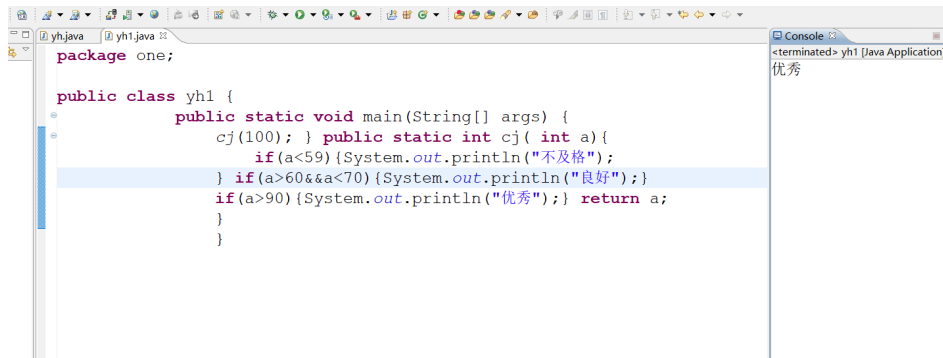 yh.java
yh1.java
package one;
public class yh1 {
public static void main(String[] args) {
cj(100); } public static int cj( int a){
if(a<59){System.out.println("不及格");
} if(a>60&&a<70){System.out.println("良好");}
if(a>90){System.out.println("优秀");} return a;
}
}
Console
<terminated> yh1 [Java Application]
优秀